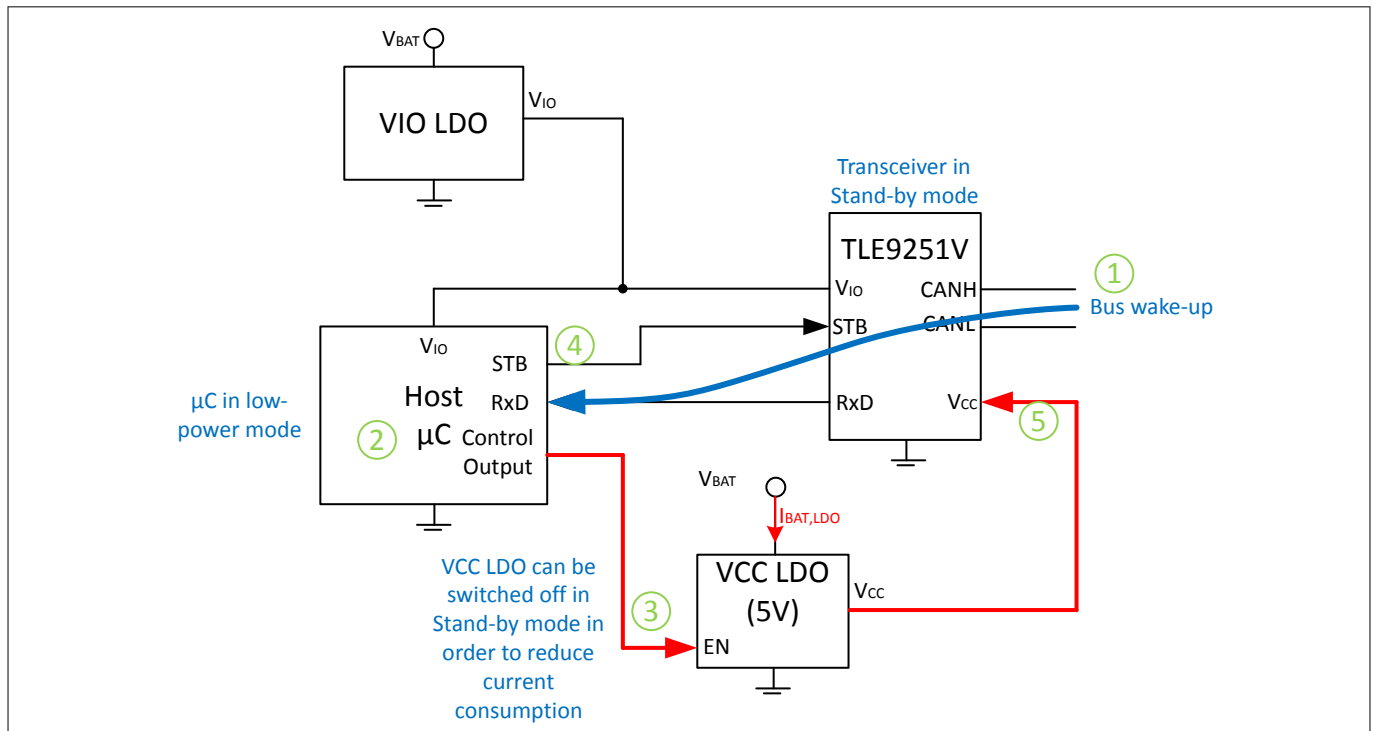 VBAT
VIO LDO
VIO
Transceiver in
Stand-by mode
TLE9251V
VIO
CANH
STB
CANL
RxD
VCC
①
Bus wake-up
VIO
STB
④
Host
µC
RxD
Control
Output
②
µC in low-
power mode
⑤
VBAT
IBAT,LDO
VCC LDO
(5V)
VCC
EN
③
VCC LDO can be
switched off in
Stand-by mode in
order to reduce
current
consumption